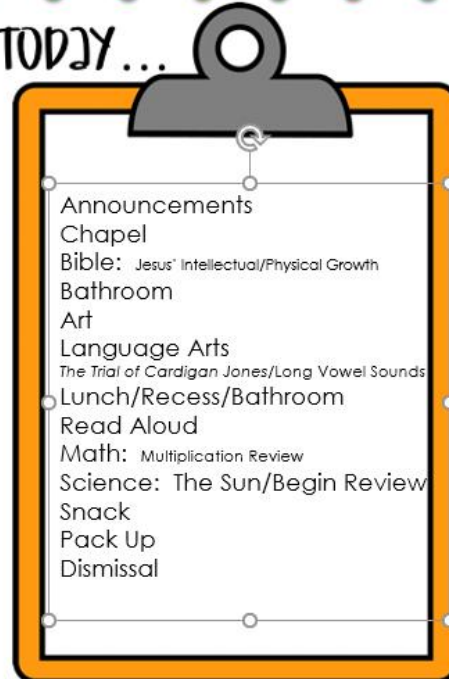 TODAY...
Announcements
Chapel
Bible: Jesus' Intellectual/Physical Growth
Bathroom
Art
Language Arts
The Trial of Cardigan Jones/Long Vowel Sounds
Lunch/Recess/Bathroom
Read Aloud
Math: Multiplication Review
Science: The Sun/Begin Review
Snack
Pack Up
Dismissal